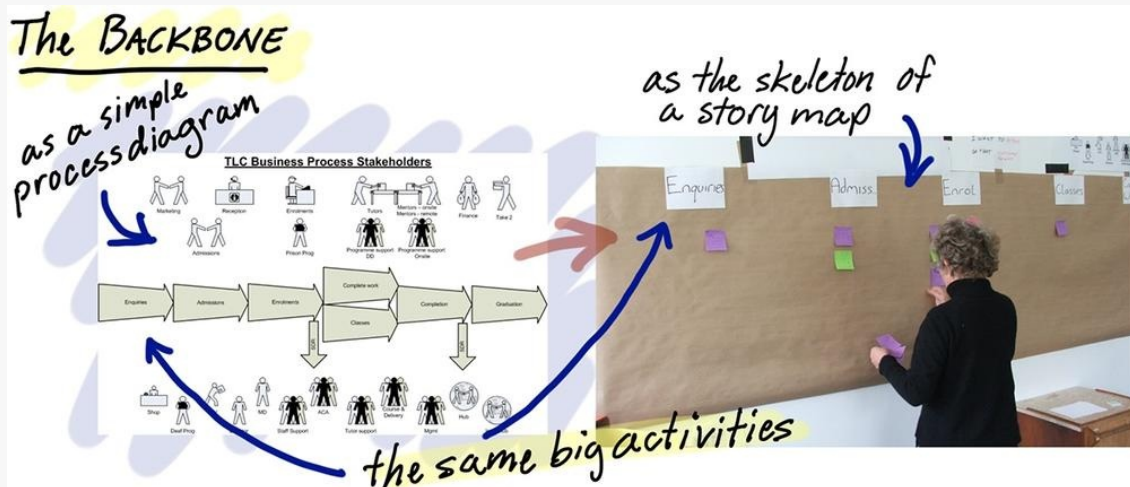 The BACKBONE
as a simple
process diagram
TLC Business Process Stakeholders
Marketing
Reception
Enrolments
Tutors
Mentors – onsite
Mentors – remote
Finance
Take 2
Admissions
Prison Prog
Programme support
DD
Programme support
Onsite
Enquiries
Admissions
Enrolments
Complete work
Classes
Completion
Graduation
SDR
SDR
Shop
Deaf Prog
MD
Staff Support
ACA
Tutor support
Course &
Delivery
Mgmt
Hub
as the skeleton of
a story map
Enquiries
Admiss.
Enrol
Classes
the same big activities